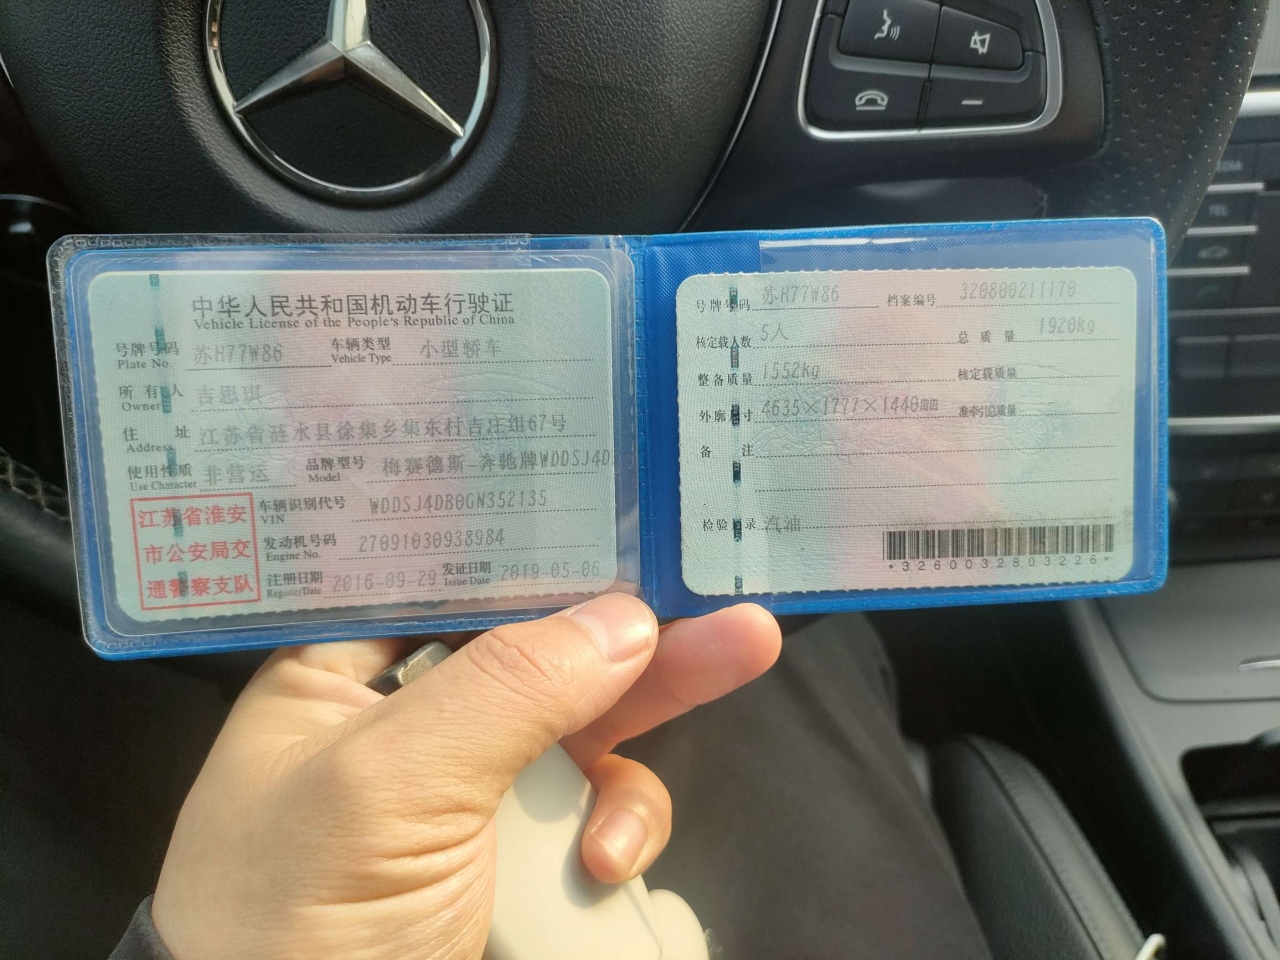 中华人民共和国机动车行驶证
Vehicle License of the People's Republic of China
号牌号码 苏H77W86 车辆类型 小型轿车
Plate No. Vehicle Type
所有人 吉思琪
Owner
住址 江苏省涟水县徐集乡集东村吉庄组67号
Address
使用性质 非营运 品牌型号 梅赛德斯-奔驰牌WDDSJ4D
Use Character Model
江苏省淮安
市公安局交
通警察支队
车辆识别代号 WDDSJ4DB0GN352135
VIN
发动机号码 27091030938984
Engine No.
注册日期 2016-09-29 发证日期 2019-05-06
Register Date Issue Date
号牌号码 苏H77W86 档案编号 320800211170
核定载人数 5人 总质量 1920kg
整备质量 1552kg 核定载质量
外廓尺寸 4635×1777×1440mm 准牵引总质量
备注
检验记录 汽油
*3260032803226*
TEL